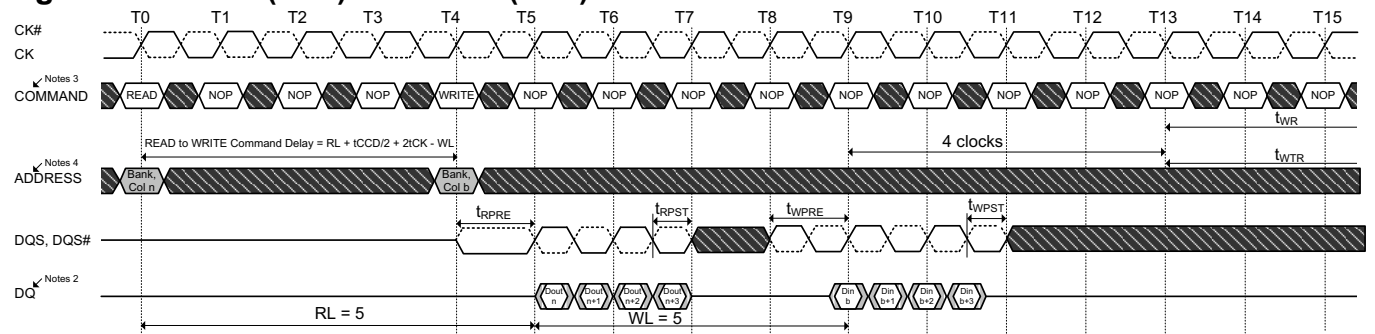 T0 T1 T2 T3 T4 T5 T6 T7 T8 T9 T10 T11 T12 T13 T14 T15
CK#
CK
Notes 3
COMMAND READ NOP NOP NOP WRITE NOP NOP NOP NOP NOP NOP NOP NOP NOP NOP NOP
tWR
READ to WRITE Command Delay = RL + tCCD/2 + 2tCK - WL
4 clocks
tWTR
Notes 4
ADDRESS Bank, Col n Bank, Col b
tRPRE tRPST tWPRE tWPST
DQS, DQS#
Notes 2
DQ Dout n Dout n+1 Dout n+2 Dout n+3 Din b Din b+1 Din b+2 Din b+3
RL = 5 WL = 5